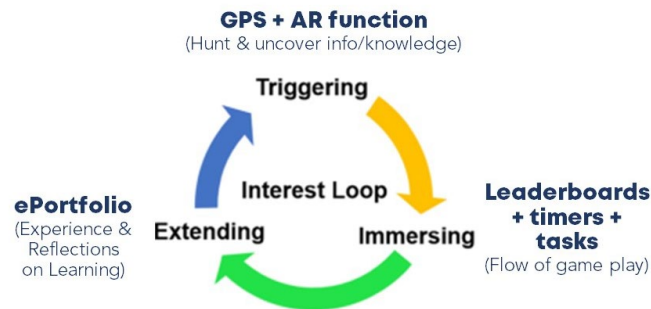 GPS + AR function
(Hunt & uncover info/knowledge)
Triggering
Interest Loop
ePortfolio
(Experience &
Reflections
on Learning)
Extending
Immersing
Leaderboards
+ timers +
tasks
(Flow of game play)